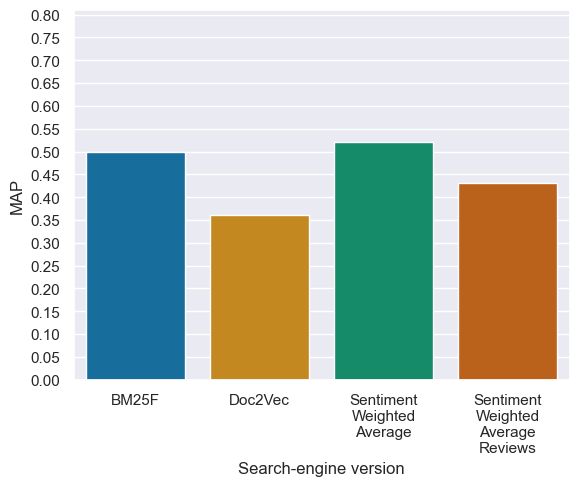 0.80
0.75
0.70
0.65
0.60
0.55
0.50
0.45
0.40
0.35
0.30
0.25
0.20
0.15
0.10
0.05
0.00
MAP
BM25F
Doc2Vec
Sentiment
Weighted
Average
Sentiment
Weighted
Average
Reviews
Search-engine version